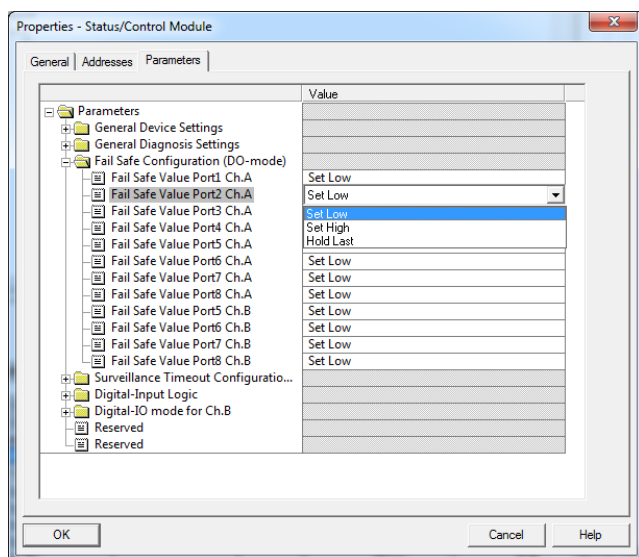 Properties - Status/Control Module
General Addresses Parameters
Value
Parameters
General Device Settings
General Diagnosis Settings
Fail Safe Configuration (DO-mode)
Fail Safe Value Port1 Ch.A Set Low
Fail Safe Value Port2 Ch.A Set Low
Fail Safe Value Port3 Ch.A Set Low
Fail Safe Value Port4 Ch.A Set High
Fail Safe Value Port5 Ch.A Hold Last
Fail Safe Value Port6 Ch.A Set Low
Fail Safe Value Port7 Ch.A Set Low
Fail Safe Value Port8 Ch.A Set Low
Fail Safe Value Port5 Ch.B Set Low
Fail Safe Value Port6 Ch.B Set Low
Fail Safe Value Port7 Ch.B Set Low
Fail Safe Value Port8 Ch.B Set Low
Surveillance Timeout Configuratio...
Digital-Input Logic
Digital-IO mode for Ch.B
Reserved
Reserved
OK Cancel Help